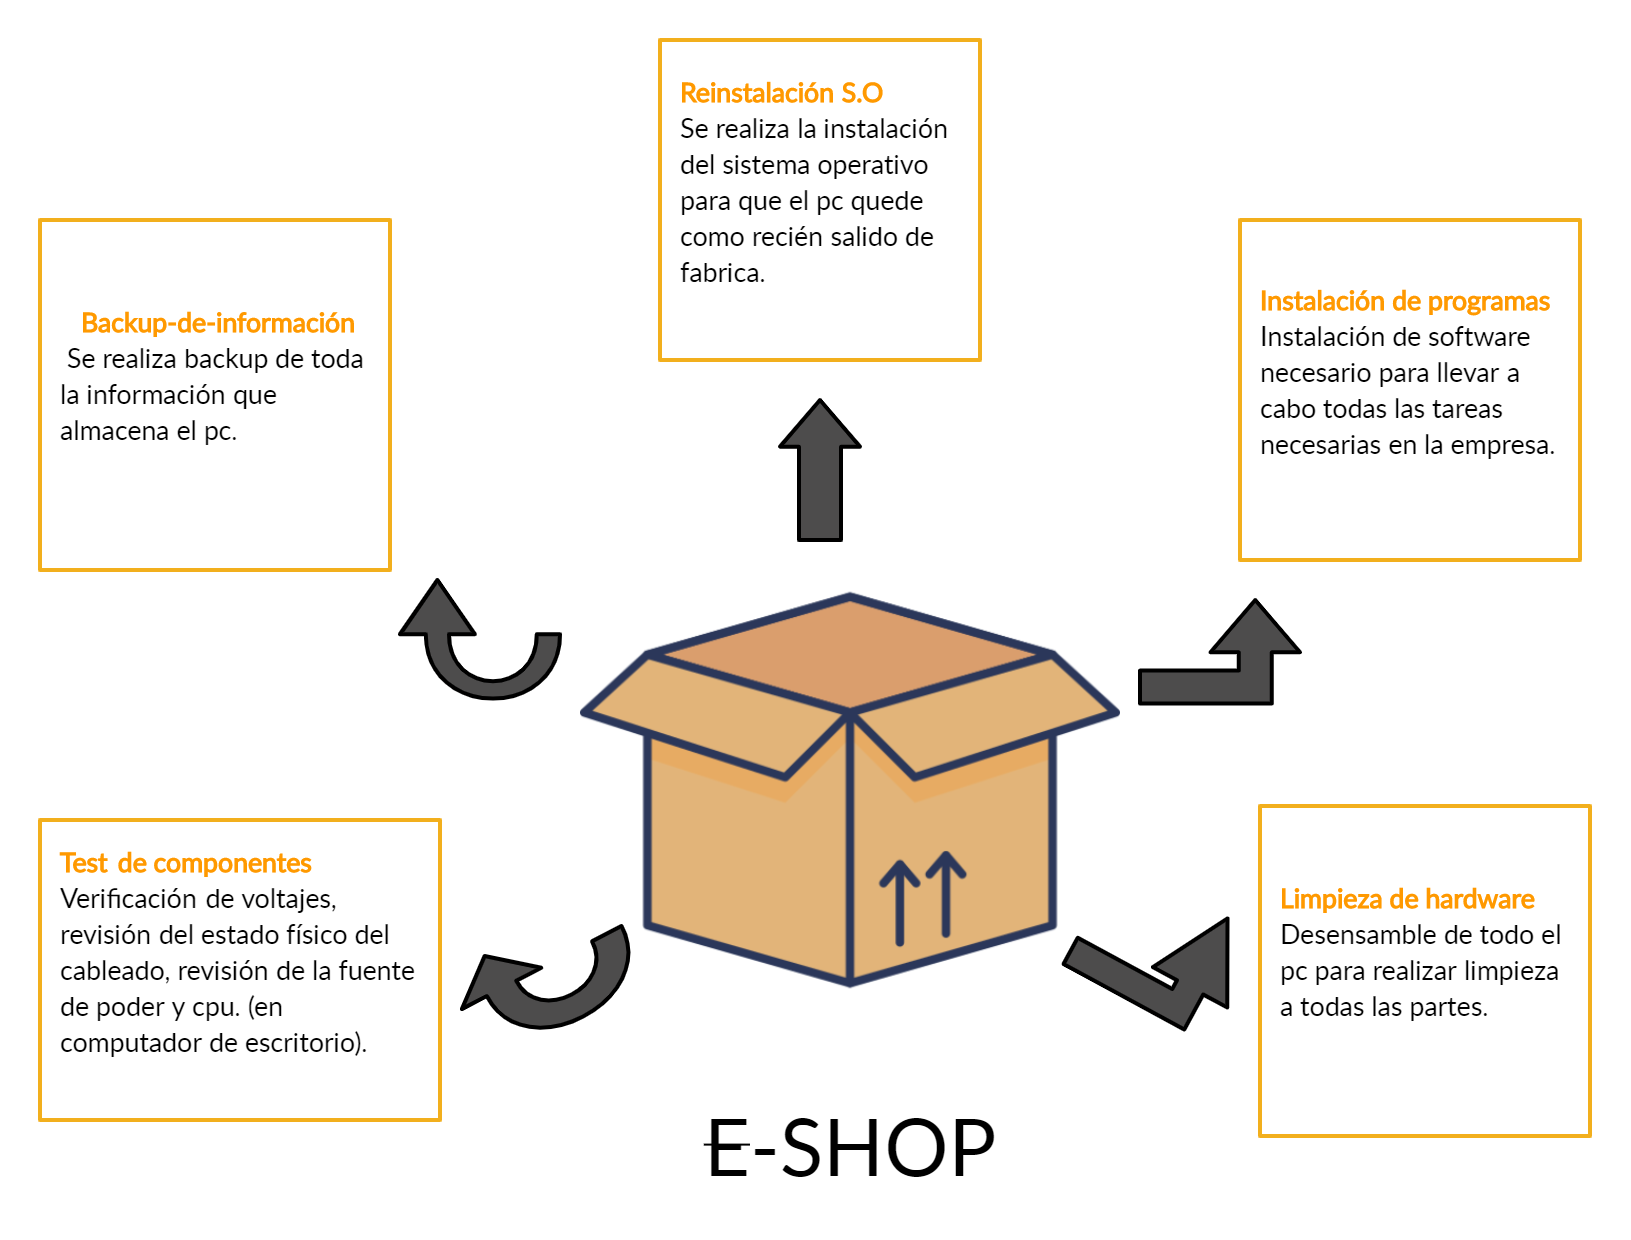 Reinstalación S.O
Se realiza la instalación
del sistema operativo
para que el pc quede
como recién salido de
fabrica.
Backup-de-información
Se realiza backup de toda
la información que
almacena el pc.
Instalación de programas
Instalación de software
necesario para llevar a
cabo todas las tareas
necesarias en la empresa.
Test de componentes
Verificación de voltajes,
revisión del estado físico del
cableado, revisión de la fuente
de poder y cpu. (en
computador de escritorio).
Limpieza de hardware
Desensamble de todo el
pc para realizar limpieza
a todas las partes.
E-SHOP